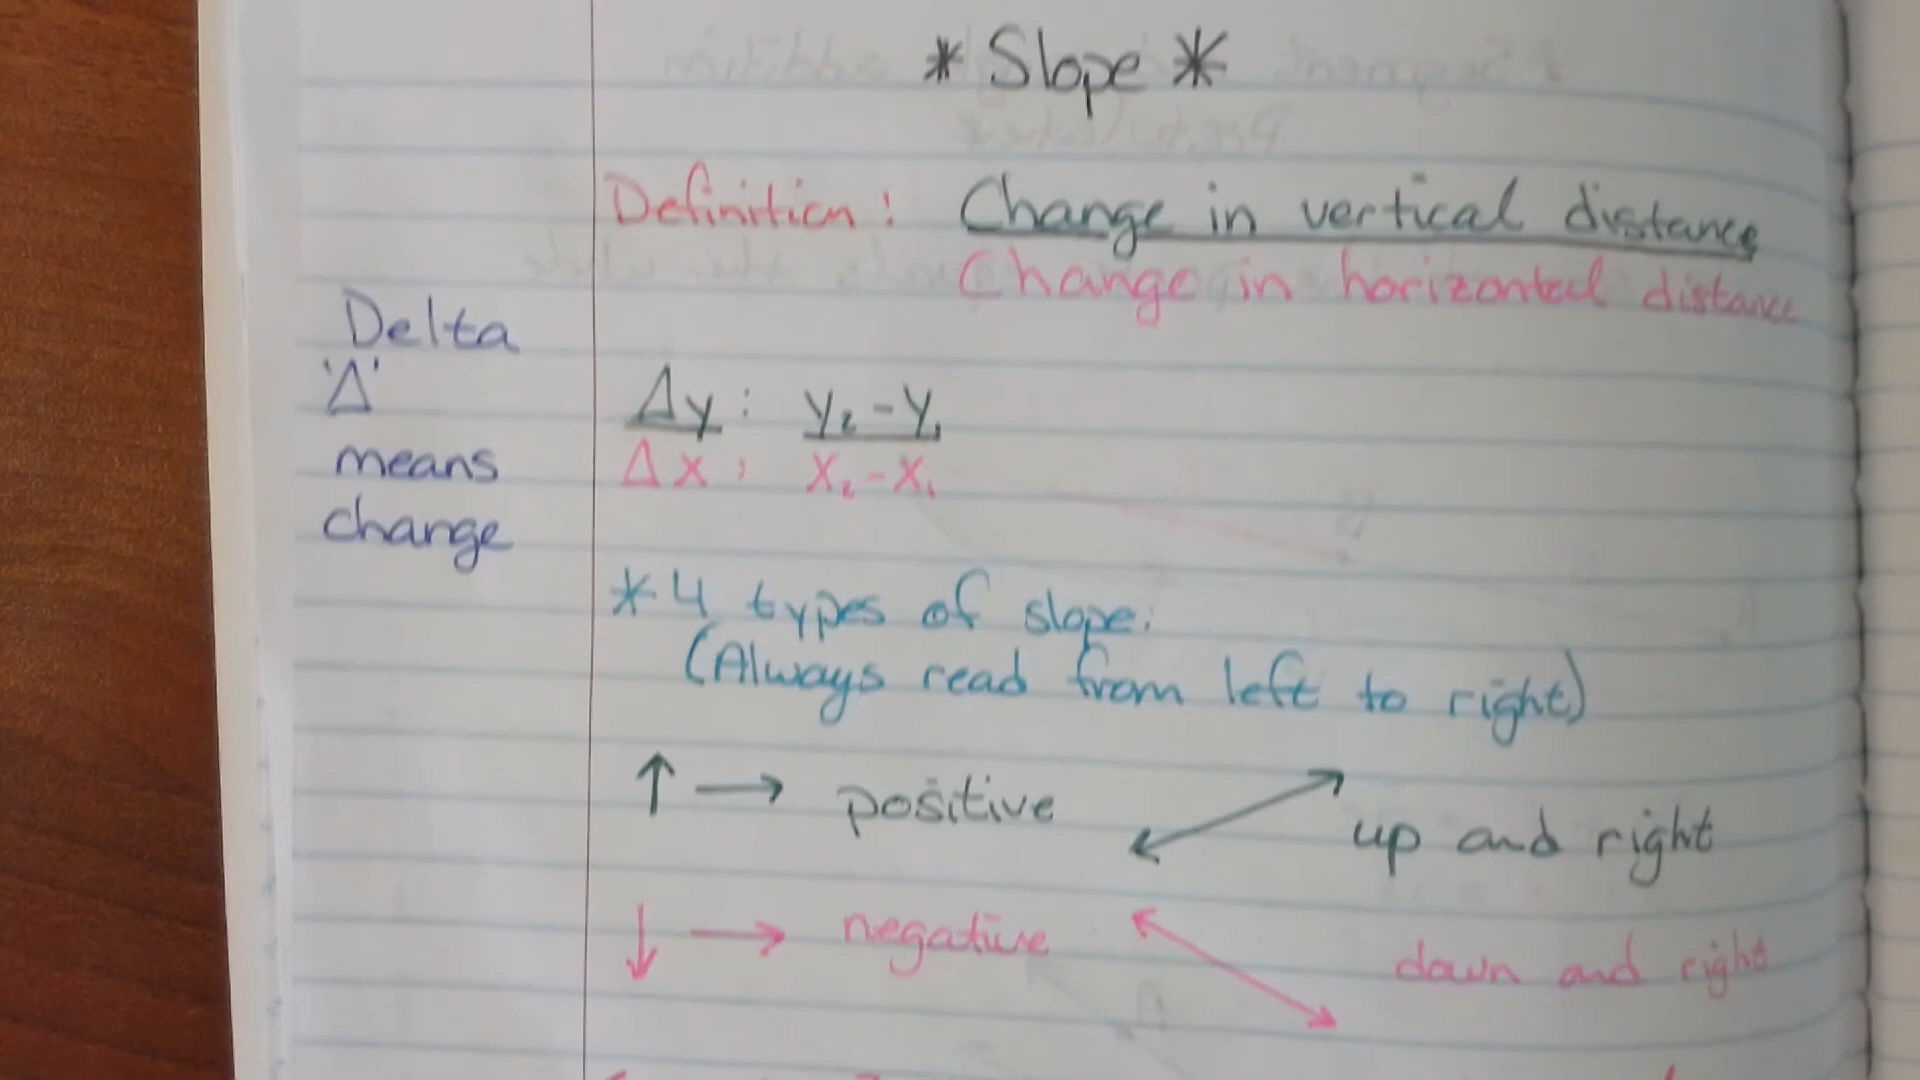 * Slope *
Definition: Change in vertical distance
Change in horizontal distance
Delta
'Δ'
means
change
Δy : y₂-y₁
Δx : x₂-x₁
* 4 types of slope:
(Always read from left to right)
↑ → positive up and right
↓ → negative down and right